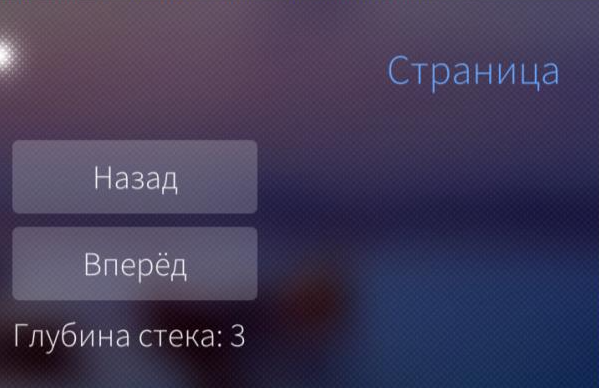 Страница
Назад
Вперёд
Глубина стека: 3